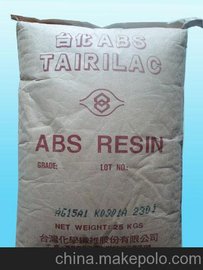 台化ABS
TAIRILAC
ABS RESIN
GRADE: LOT NO.:
AG15A1
NET WEIGHT: 25 KGS
台灣化學纖維股份有限公司
china.makepolo.com